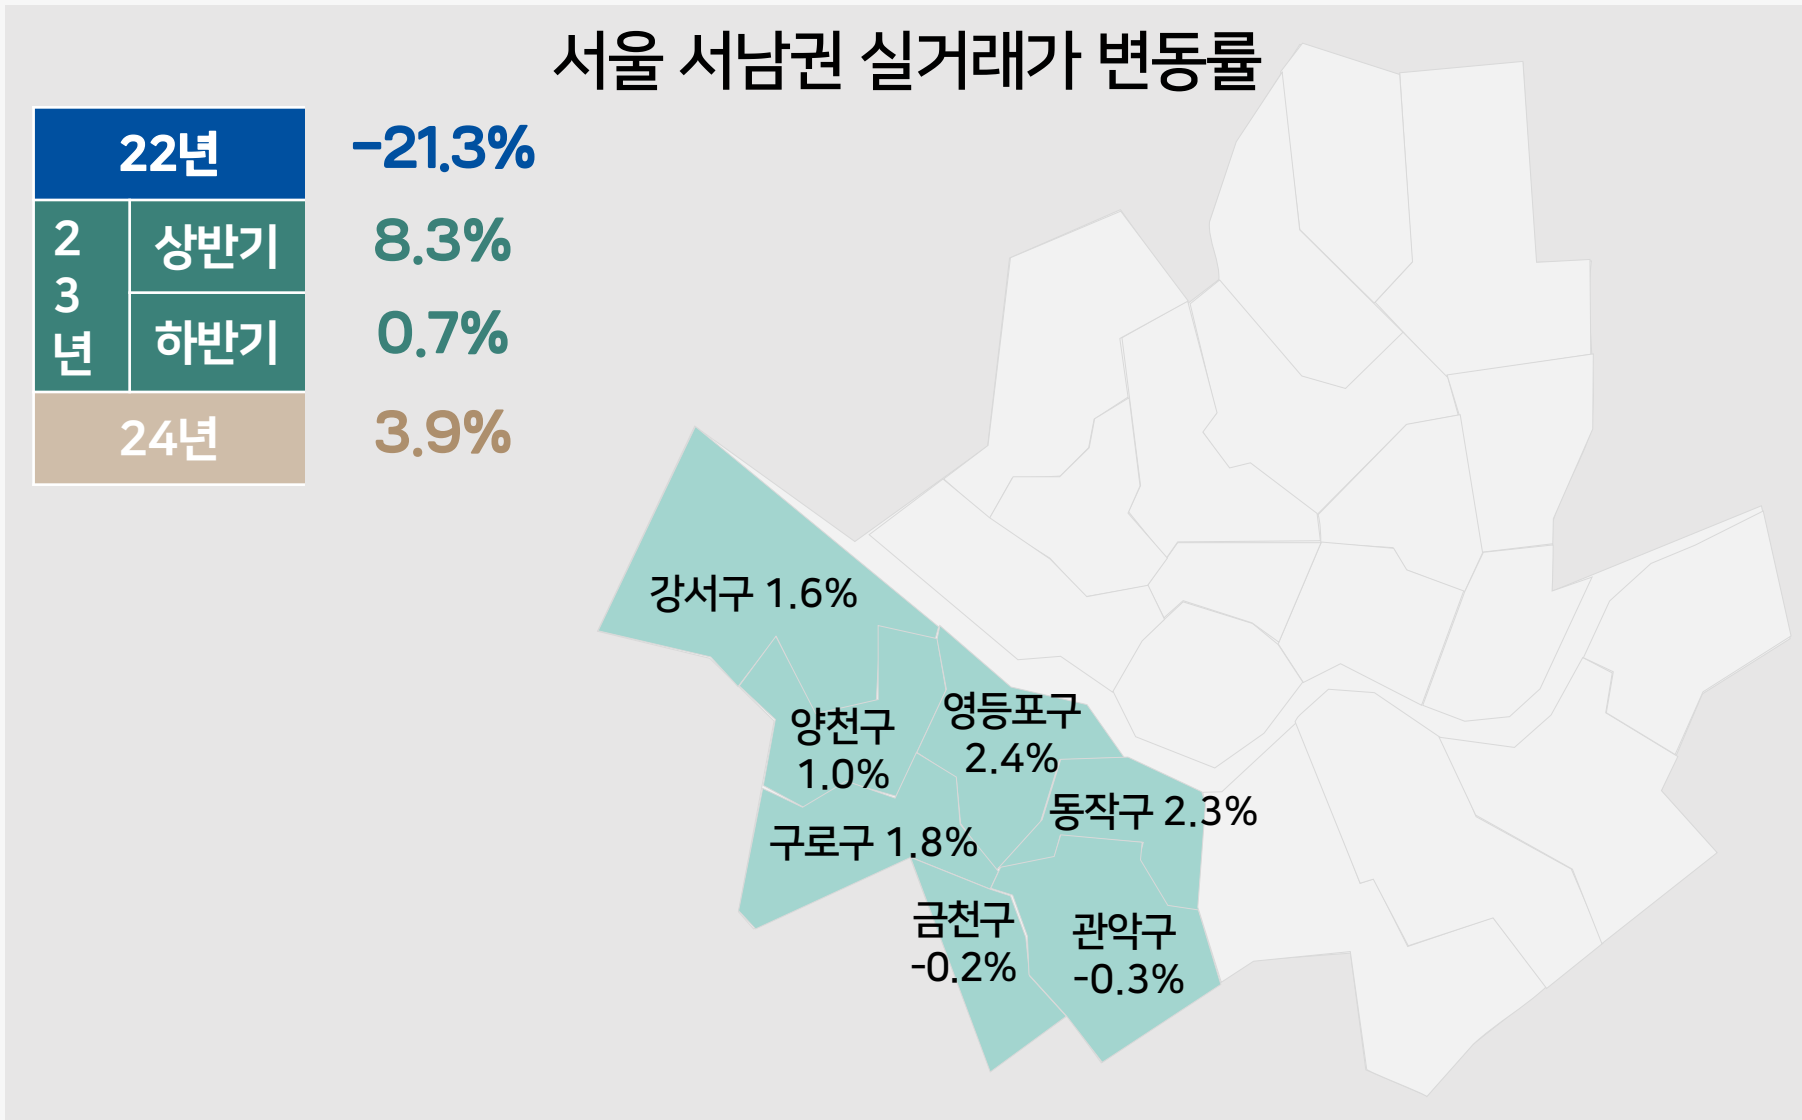 서울 서남권 실거래가 변동률
22년 -21.3%
23년
상반기 8.3%
하반기 0.7%
24년 3.9%
강서구 1.6%
양천구
1.0%
영등포구
2.4%
동작구 2.3%
구로구 1.8%
금천구
-0.2%
관악구
-0.3%